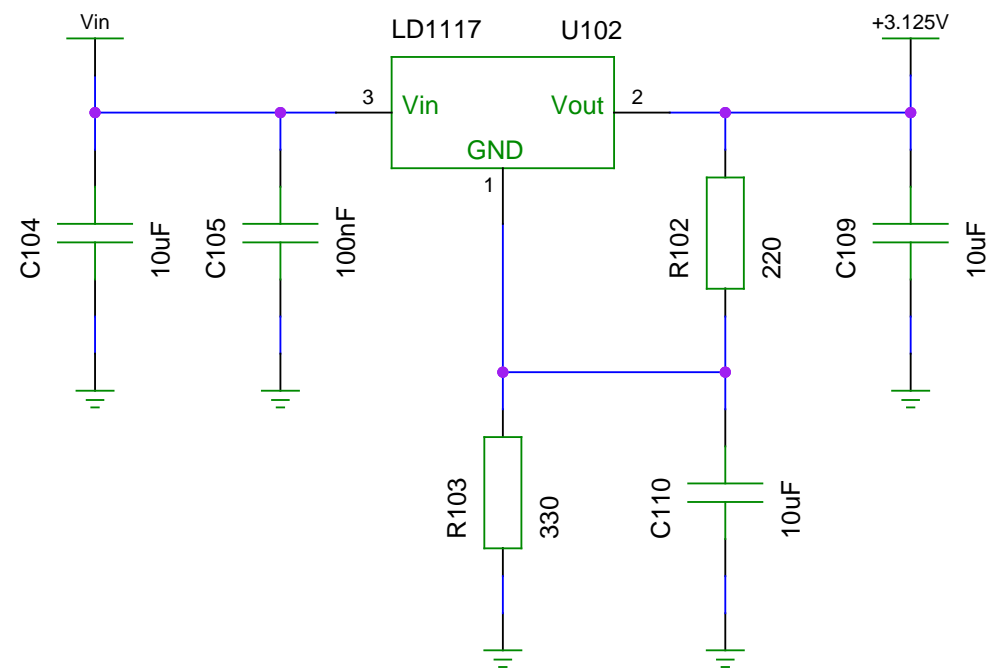 Vin
LD1117
U102
+3.125V
3
Vin
Vout
2
GND
1
C104
10uF
C105
100nF
R102
220
C109
10uF
R103
330
C110
10uF